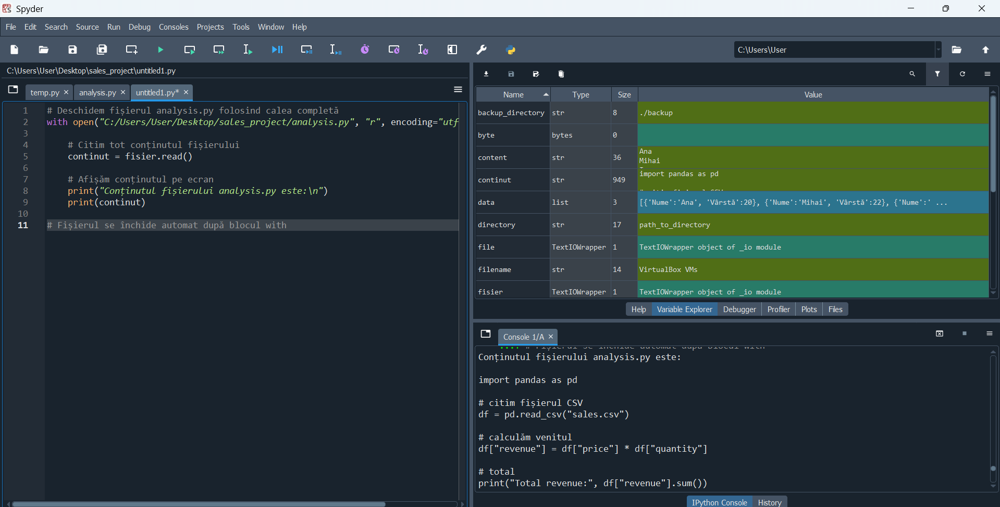 Spyder
File Edit Search Source Run Debug Consoles Projects Tools Window Help
C:\Users\User
C:\Users\User\Desktop\sales_project\untitled1.py
temp.py analysis.py untitled1.py*
1 # Deschidem fișierul analysis.py folosind calea completă
2 with open("C:/Users/User/Desktop/sales_project/analysis.py", "r", encoding="utf
3
4 # Citim tot conținutul fișierului
5 continut = fisier.read()
6
7 # Afișăm conținutul pe ecran
8 print("Conținutul fișierului analysis.py este:\n")
9 print(continut)
10
11 # Fișierul se închide automat după blocul with
Name Type Size Value
backup_directory str 8 ./backup
byte bytes 0
content str 36 Ana
Mihai
continut str 949 import pandas as pd
data list 3 [{'Nume':'Ana', 'Vârstă':20}, {'Nume':'Mihai', 'Vârstă':22}, {'Nume':' ...
directory str 17 path_to_directory
file TextIOWrapper 1 TextIOWrapper object of _io module
filename str 14 VirtualBox VMs
fisier TextIOWrapper 1 TextIOWrapper object of _io module
Help Variable Explorer Debugger Profiler Plots Files
Console 1/A
...: # Fișierul se închide automat după blocul with
Conținutul fișierului analysis.py este:
import pandas as pd
# citim fișierul CSV
df = pd.read_csv("sales.csv")
# calculăm venitul
df["revenue"] = df["price"] * df["quantity"]
# total
print("Total revenue:", df["revenue"].sum())
IPython Console History